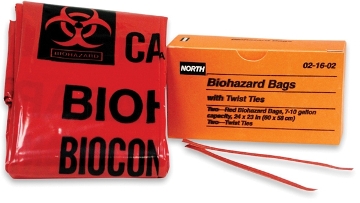 CA
BIOHAZARD
BIOH
BIOCON
NORTH
02-16-02
Biohazard Bags
with Twist Ties
Two—Red Biohazard Bags, 7-10 gallon
capacity, 24 x 23 in (60 x 58 cm)
Two—Twist Ties